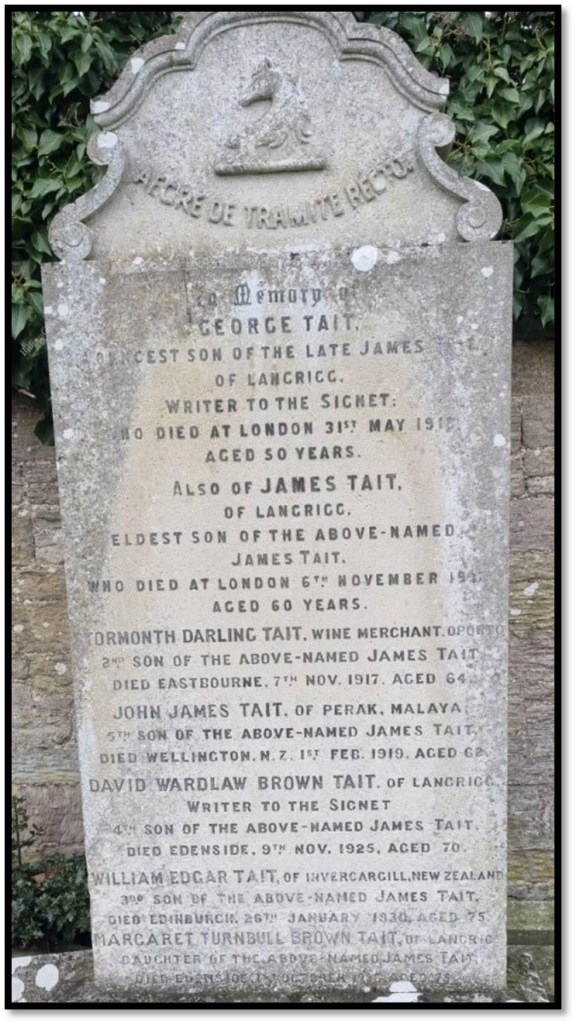 AEGRE DE TRAMITE RECTO.
In Memory of
GEORGE TAIT,
YOUNGEST SON OF THE LATE JAMES
OF LANGRIGG,
WRITER TO THE SIGNET:
WHO DIED AT LONDON 31ST MAY
AGED 50 YEARS.
ALSO OF JAMES TAIT,
OF LANGRIGG,
ELDEST SON OF THE ABOVE-NAMED
JAMES TAIT,
WHO DIED AT LONDON 6TH NOVEMBER
AGED 60 YEARS.
STORMONTH DARLING TAIT, WINE MERCHANT, OPORTO
2ND SON OF THE ABOVE-NAMED JAMES TAIT
DIED EASTBOURNE, 7TH NOV. 1917, AGED 64.
JOHN JAMES TAIT, OF PERAK, MALAYA,
5TH SON OF THE ABOVE-NAMED JAMES TAIT,
DIED WELLINGTON, N.Z. 1ST FEB. 1919, AGED 62.
DAVID WARDLAW BROWN TAIT, OF LANGRIGG,
WRITER TO THE SIGNET
4TH SON OF THE ABOVE-NAMED JAMES TAIT,
DIED EDENSIDE, 9TH NOV. 1925, AGED 70.
WILLIAM EDGAR TAIT, OF INVERCARGILL, NEW ZEALAND
3RD SON OF THE ABOVE-NAMED JAMES TAIT,
DIED EDINBURGH, 26TH JANUARY 1930, AGED 75.
MARGARET TURNBULL BROWN TAIT, OF LANGRIGG
DAUGHTER OF THE ABOVE-NAMED JAMES TAIT,
DIED EDENSIDE, 1ST OCTOBER AGED 75